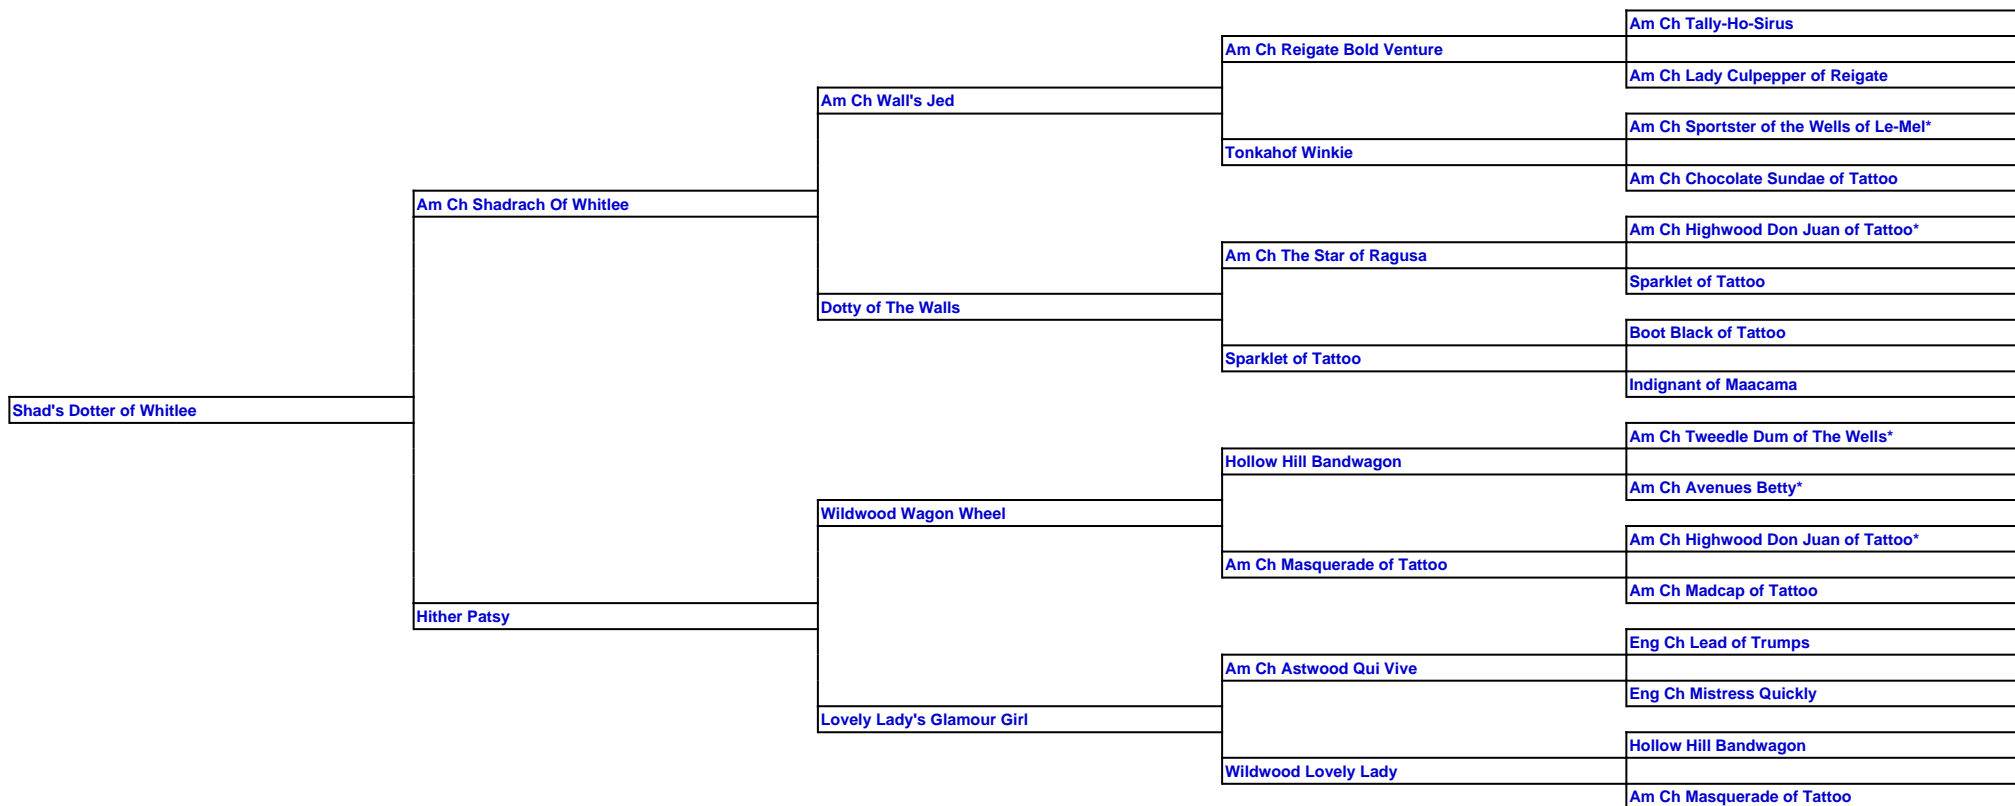 Am Ch Tally-Ho-Sirus
Am Ch Reigate Bold Venture
Am Ch Lady Culpepper of Reigate
Am Ch Wall's Jed
Am Ch Sportster of the Wells of Le-Mel*
Tonkahof Winkie
Am Ch Chocolate Sundae of Tattoo
Am Ch Shadrach Of Whitlee
Am Ch Highwood Don Juan of Tattoo*
Am Ch The Star of Ragusa
Sparklet of Tattoo
Dotty of The Walls
Boot Black of Tattoo
Sparklet of Tattoo
Indignant of Maacama
Shad's Dotter of Whitlee
Am Ch Tweedle Dum of The Wells*
Hollow Hill Bandwagon
Am Ch Avenues Betty*
Wildwood Wagon Wheel
Am Ch Highwood Don Juan of Tattoo*
Am Ch Masquerade of Tattoo
Am Ch Madcap of Tattoo
Hither Patsy
Eng Ch Lead of Trumps
Am Ch Astwood Qui Vive
Eng Ch Mistress Quickly
Lovely Lady's Glamour Girl
Hollow Hill Bandwagon
Wildwood Lovely Lady
Am Ch Masquerade of Tattoo